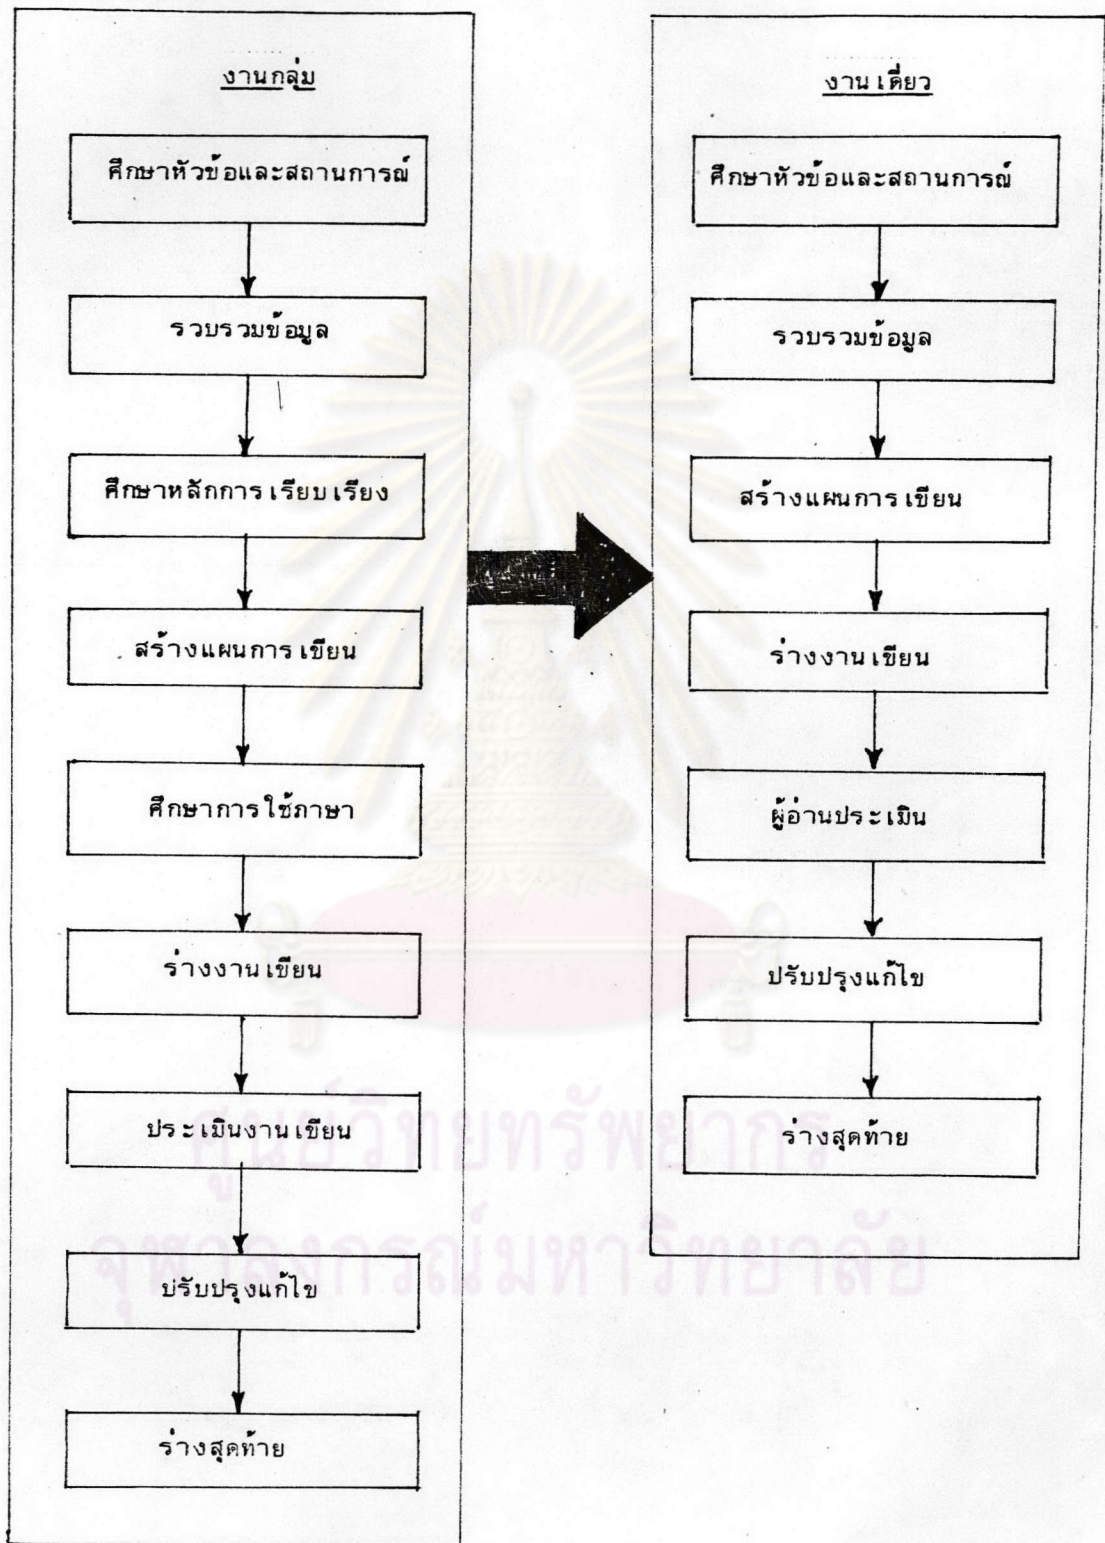 งานกลุ่ม
ศึกษาหัวข้อและสถานการณ์
รวบรวมข้อมูล
ศึกษาหลักการเรียบเรียง
สร้างแผนการเขียน
ศึกษาการใช้ภาษา
ร่างงานเขียน
ประเมินงานเขียน
ปรับปรุงแก้ไข
ร่างสุดท้าย
งานเดี่ยว
ศึกษาหัวข้อและสถานการณ์
รวบรวมข้อมูล
สร้างแผนการเขียน
ร่างงานเขียน
ผู้อ่านประเมิน
ปรับปรุงแก้ไข
ร่างสุดท้าย
ศูนย์วิทยทรัพยากร
จุฬาลงกรณ์มหาวิทยาลัย